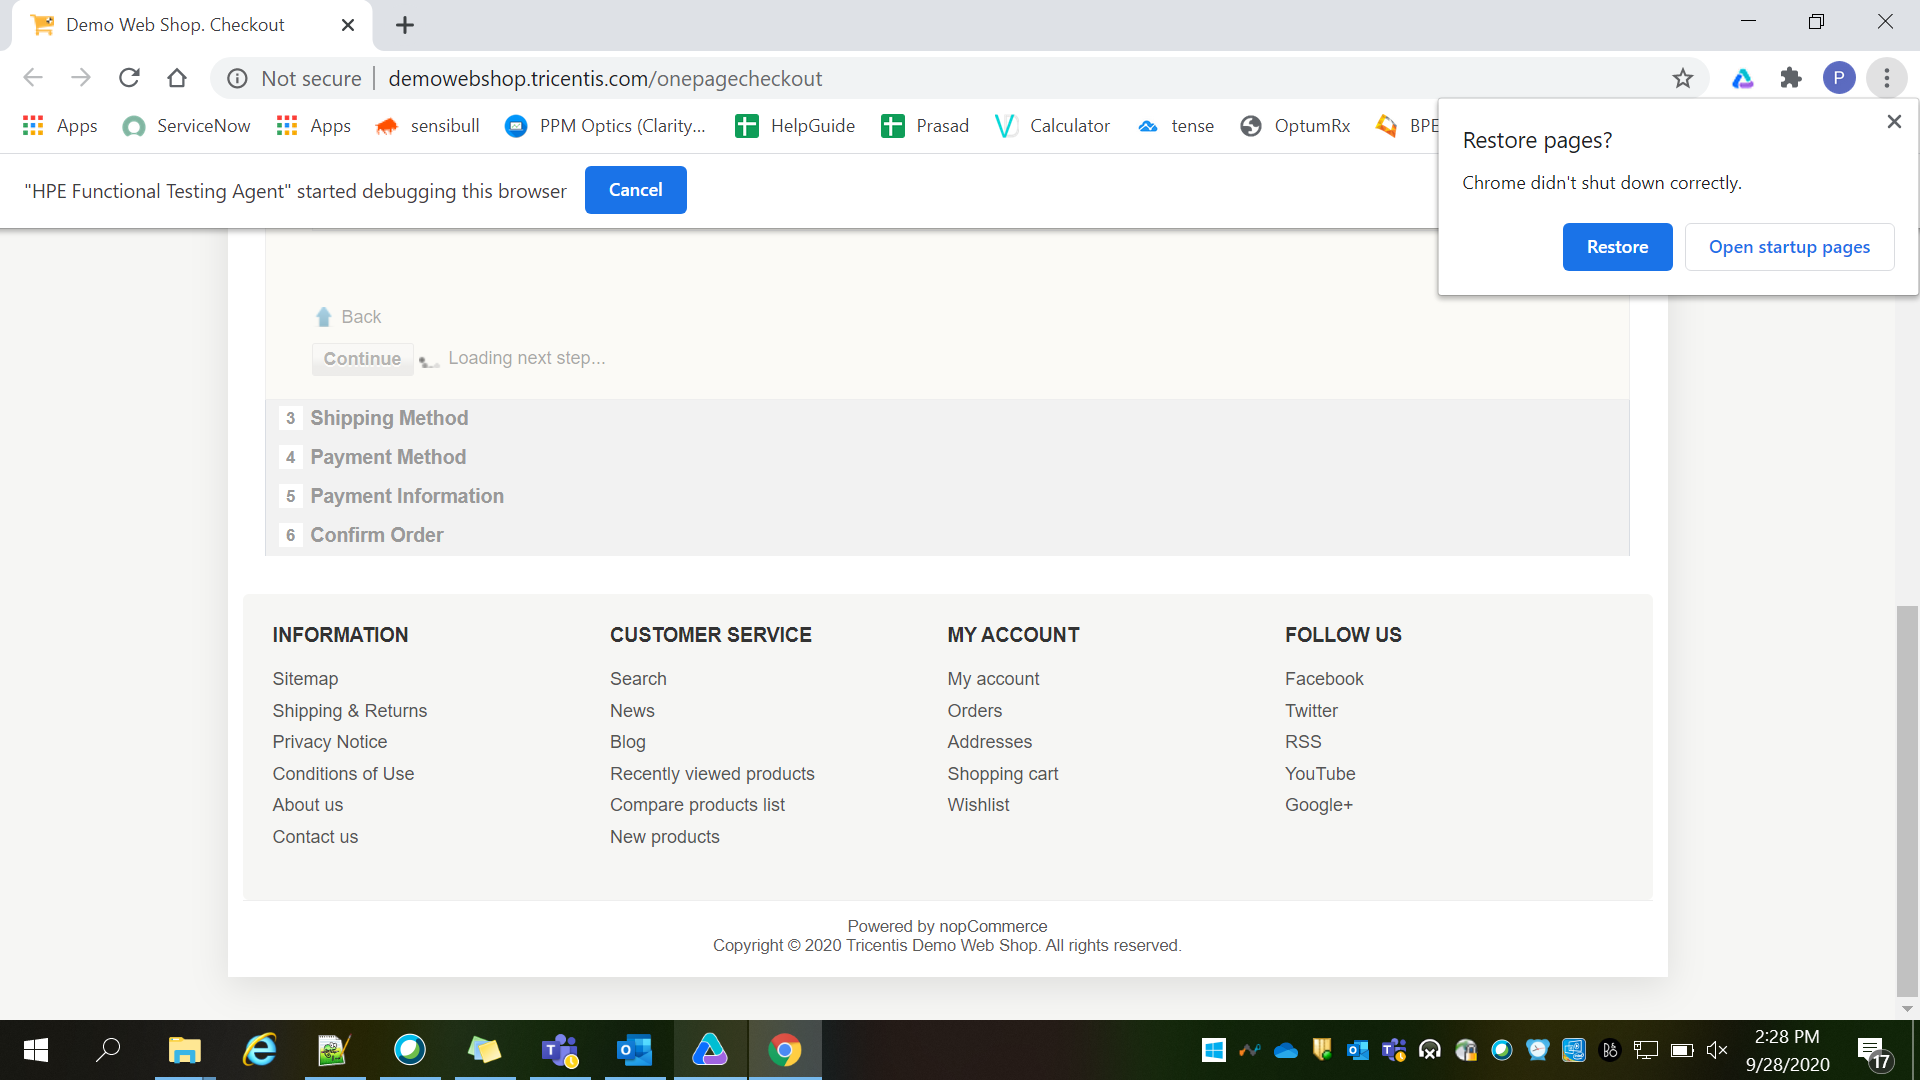 Demo Web Shop. Checkout
Not secure
demowebshop.tricentis.com/onepagecheckout
P
Apps
ServiceNow
Apps
sensibull
PPM Optics (Clarity...
HelpGuide
Prasad
Calculator
tense
OptumRx
BPE
"HPE Functional Testing Agent" started debugging this browser
Cancel
Restore pages?
Chrome didn't shut down correctly.
Restore
Open startup pages
Back
Continue
Loading next step...
3 Shipping Method
4 Payment Method
5 Payment Information
6 Confirm Order
INFORMATION
Sitemap
Shipping & Returns
Privacy Notice
Conditions of Use
About us
Contact us
CUSTOMER SERVICE
Search
News
Blog
Recently viewed products
Compare products list
New products
MY ACCOUNT
My account
Orders
Addresses
Shopping cart
Wishlist
FOLLOW US
Facebook
Twitter
RSS
YouTube
Google+
Powered by nopCommerce
Copyright © 2020 Tricentis Demo Web Shop. All rights reserved.
2:28 PM
9/28/2020
17